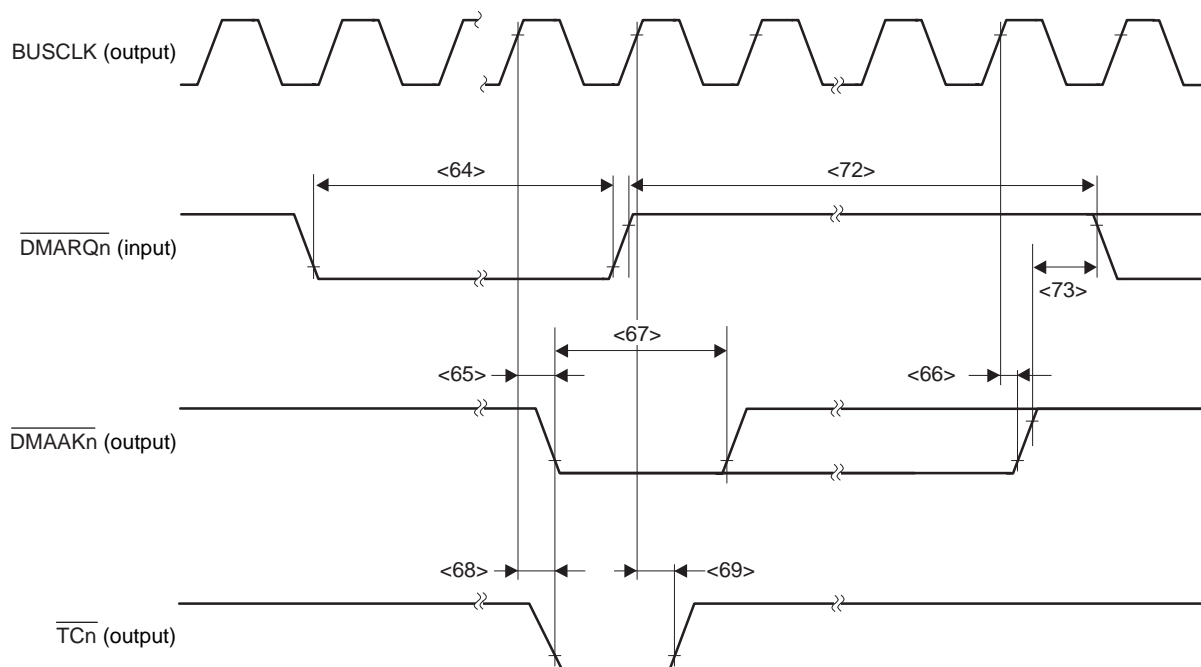 BUSCLK (output)
<64>
<72>
DMARQn (input)
<73>
<67>
<65>
<66>
DMAAKn (output)
<68>
<69>
TCn (output)